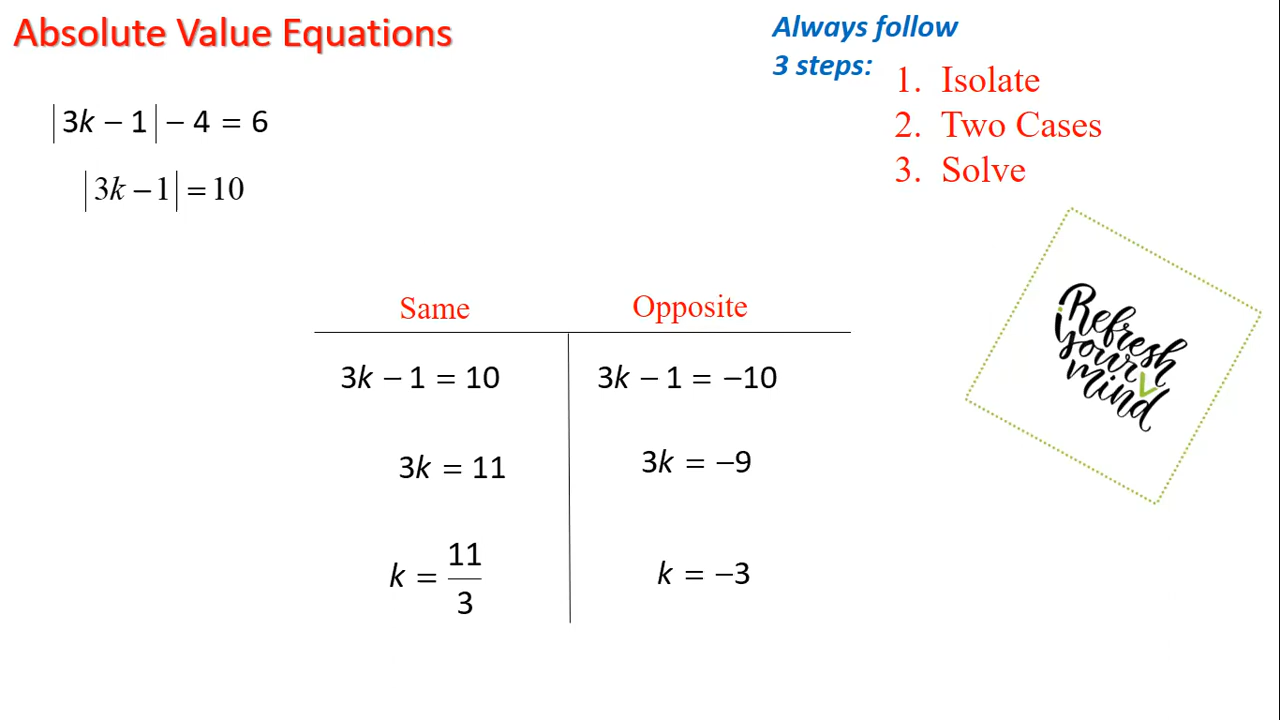 Absolute Value Equations
Always follow
3 steps:
1. Isolate
2. Two Cases
3. Solve
|3k − 1| − 4 = 6
|3k − 1| = 10
Same
Opposite
3k − 1 = 10
3k − 1 = −10
3k = 11
3k = −9
k = 11/3
k = −3
Refresh
your
mind